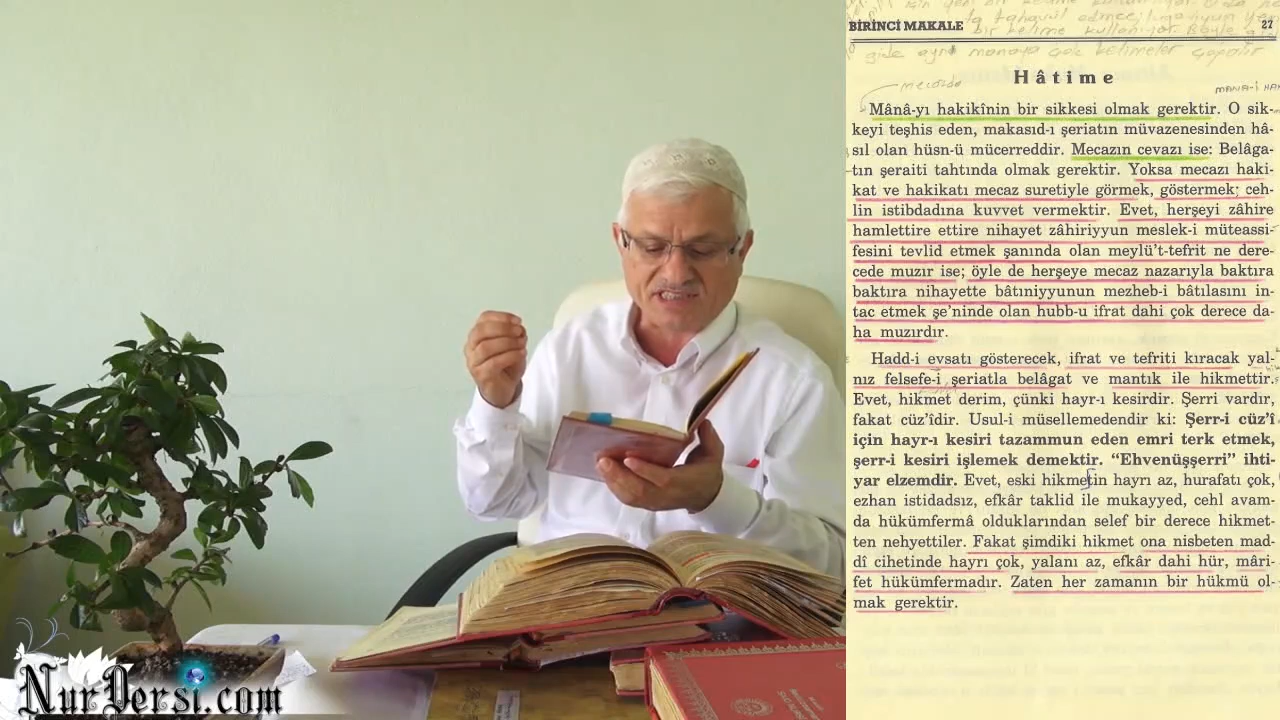 BİRİNCİ MAKALE 27
bir kelime kullanıyor. Böyle
gide aynı manaya çok kelimeler
Hâtime
mecazda
Mânâ-yı hakikînin bir sikkesi olmak gerektir. O sik-
keyi teşhis eden, makasıd-ı şeriatın müvazenesinden hâ-
sıl olan hüsn-ü mücerreddir. Mecazın cevazı ise: Belâga-
tın şeraiti tahtında olmak gerektir. Yoksa mecazı haki-
kat ve hakikatı mecaz suretiyle görmek, göstermek; ceh-
lin istibdadına kuvvet vermektir. Evet, herşeyi zâhire
hamlettire ettire nihayet zâhiriyyun meslek-i müteassi-
fesini tevlid etmek şanında olan meylü't-tefrit ne dere-
cede muzır ise; öyle de herşeye mecaz nazarıyla baktıra
baktıra nihayette bâtıniyyunun mezheb-i bâtılasını in-
tac etmek şe'ninde olan hubb-u ifrat dahi çok derece da-
ha muzırdır.
Hadd-i evsatı gösterecek, ifrat ve tefriti kıracak yal-
nız felsefe-i şeriatla belâgat ve mantık ile hikmettir.
Evet, hikmet derim, çünki hayr-ı kesirdir. Şerri vardır,
fakat cüz'îdir. Usul-i müsellemedendir ki: Şerr-i cüz'î
için hayr-ı kesiri tazammun eden emri terk etmek,
şerr-i kesiri işlemek demektir. "Ehvenüşşerri" ihti-
yar elzemdir. Evet, eski hikmetin hayrı az, hurafatı çok,
ezhan istidadsız, efkâr taklid ile mukayyed, cehl avam-
da hükümfermâ olduklarından selef bir derece hikmet-
ten nehyettiler. Fakat şimdiki hikmet ona nisbeten mad-
dî cihetinde hayrı çok, yalanı az, efkâr dahi hür, mâri-
fet hükümfermadır. Zaten her zamanın bir hükmü ol-
mak gerektir.
NurDersi.com